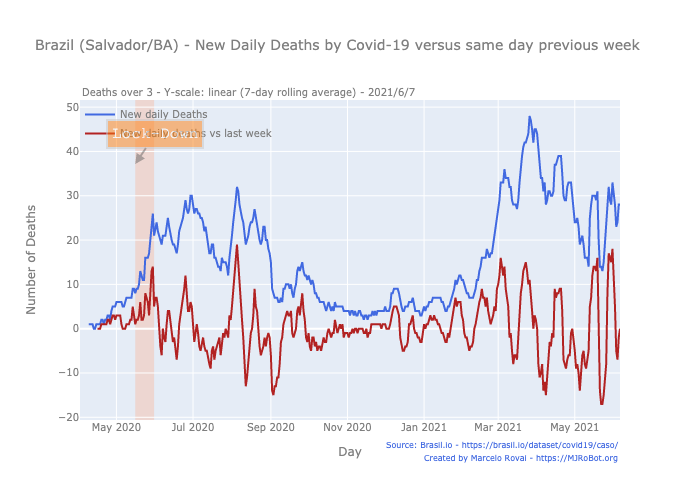 Brazil (Salvador/BA) - New Daily Deaths by Covid-19 versus same day previous week
Deaths over 3 - Y-scale: linear (7-day rolling average) - 2021/6/7
50
New daily Deaths
Lock-Down
New daily deaths vs last week
40
30
20
10
0
−10
−20
Number of Deaths
May 2020
Jul 2020
Sep 2020
Nov 2020
Jan 2021
Mar 2021
May 2021
Day
Source: Brasil.io - https://brasil.io/dataset/covid19/caso/
Created by Marcelo Rovai - https://MJRoBot.org